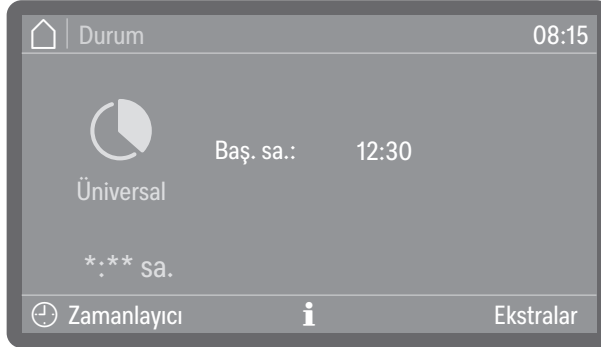 Durum 08:15
Baş. sa.: 12:30
Üniversal
*:** sa.
Zamanlayıcı i Ekstralar